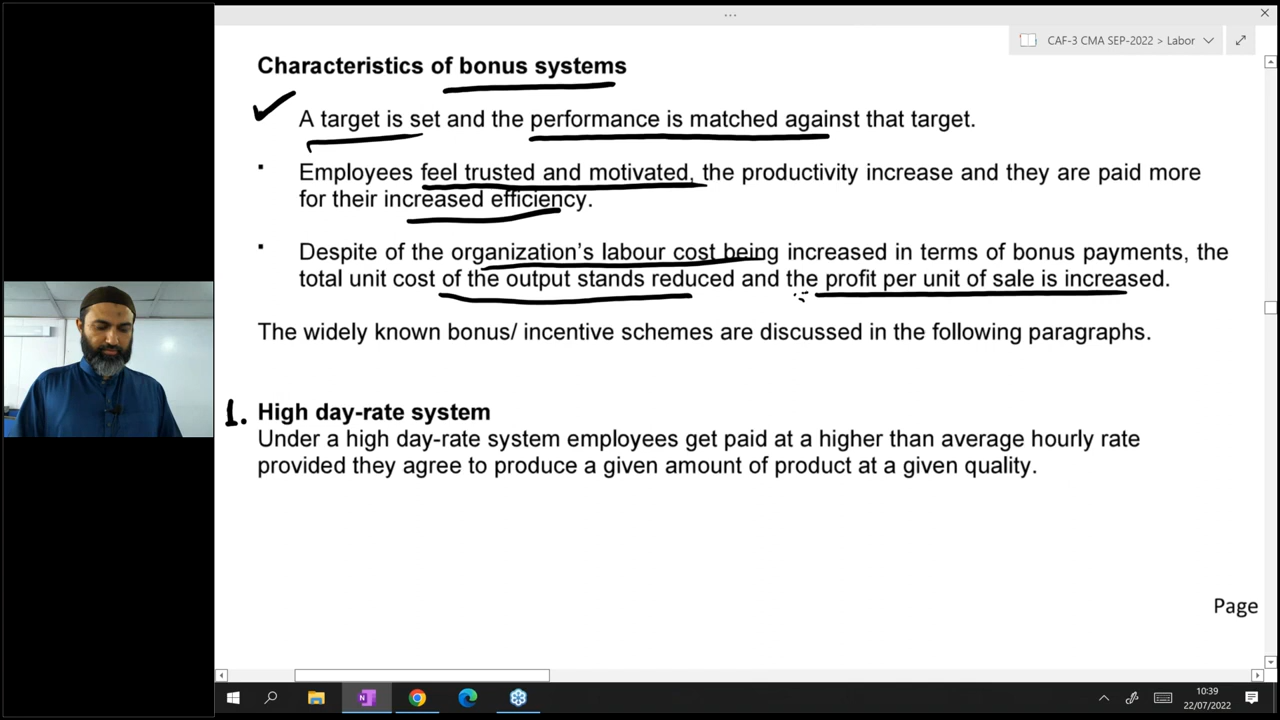 CAF-3 CMA SEP-2022 > Labor
Characteristics of bonus systems
A target is set and the performance is matched against that target.
Employees feel trusted and motivated, the productivity increase and they are paid more
for their increased efficiency.
Despite of the organization's labour cost being increased in terms of bonus payments, the
total unit cost of the output stands reduced and the profit per unit of sale is increased.
The widely known bonus/ incentive schemes are discussed in the following paragraphs.
1. High day-rate system
Under a high day-rate system employees get paid at a higher than average hourly rate
provided they agree to produce a given amount of product at a given quality.
Page
10:39
22/07/2022